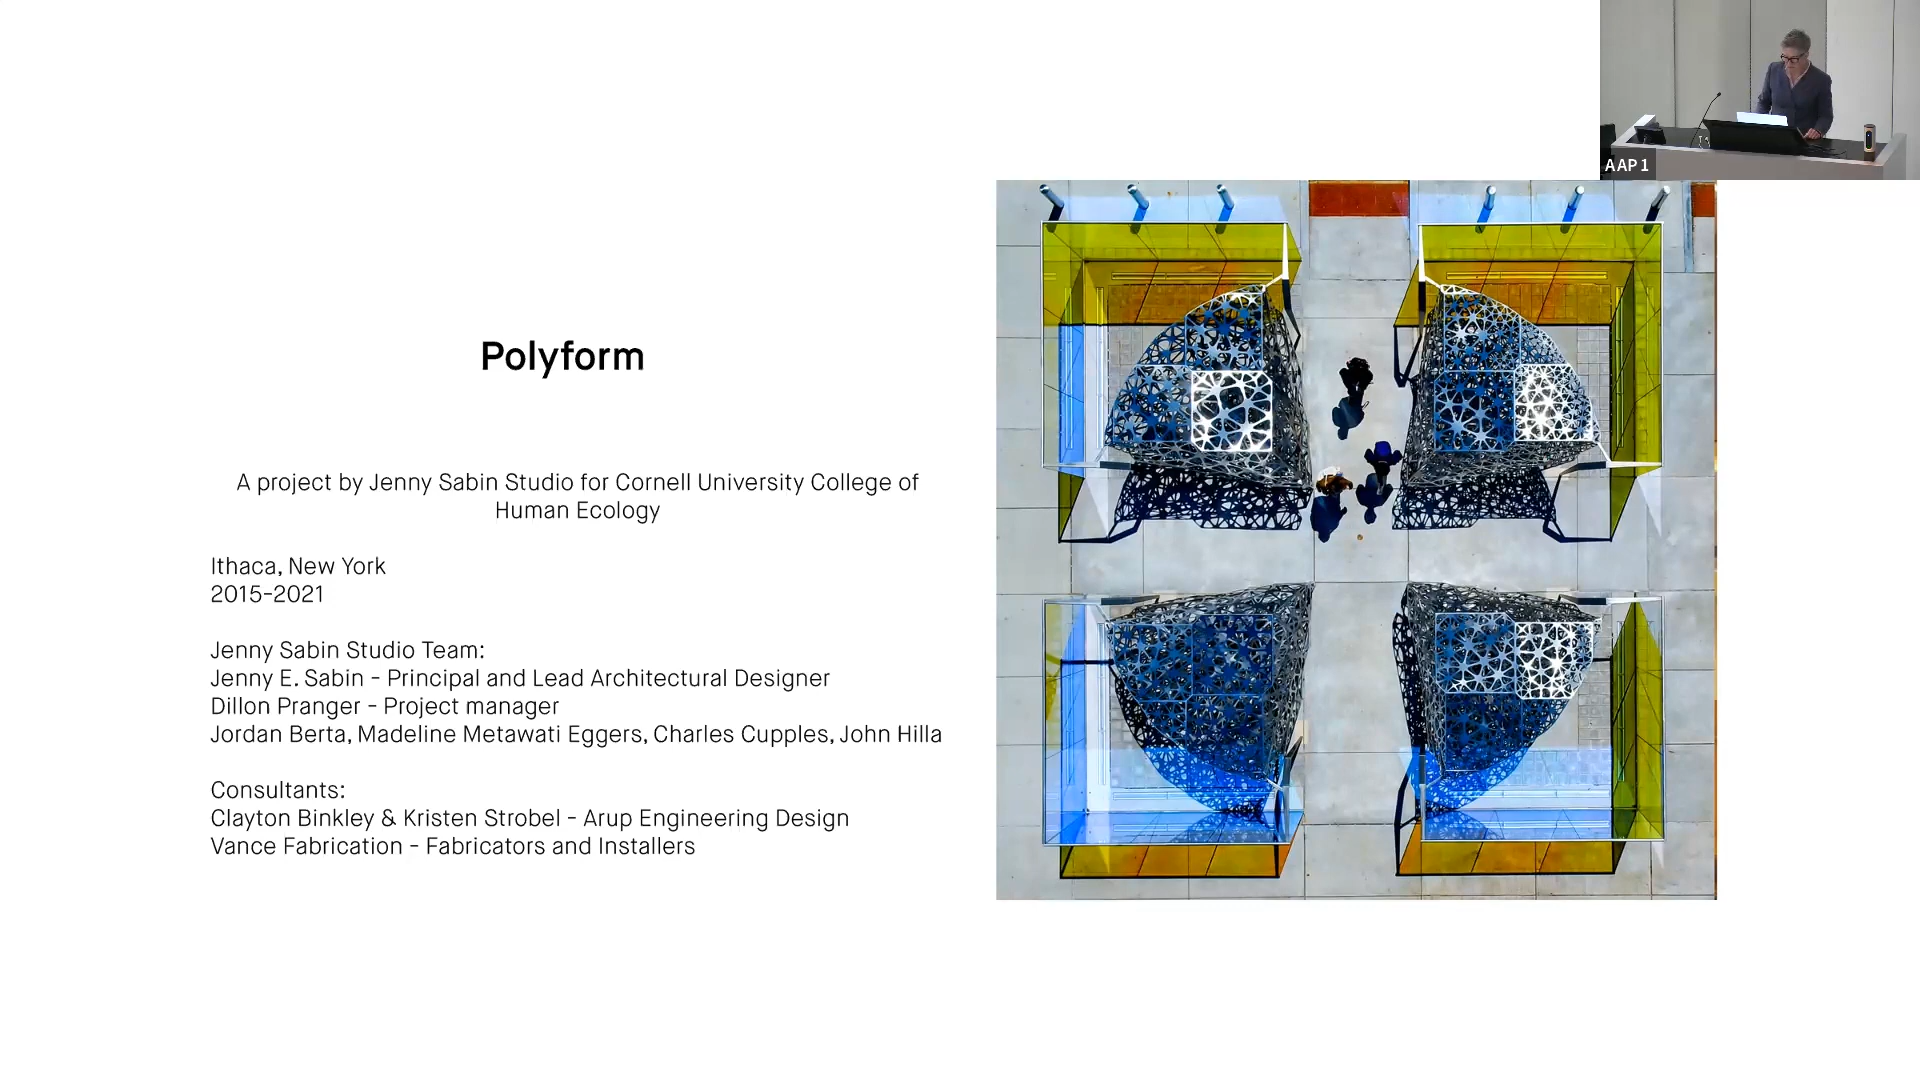 AAP 1
Polyform
A project by Jenny Sabin Studio for Cornell University College of
Human Ecology
Ithaca, New York
2015-2021
Jenny Sabin Studio Team:
Jenny E. Sabin - Principal and Lead Architectural Designer
Dillon Pranger - Project manager
Jordan Berta, Madeline Metawati Eggers, Charles Cupples, John Hilla
Consultants:
Clayton Binkley & Kristen Strobel - Arup Engineering Design
Vance Fabrication - Fabricators and Installers